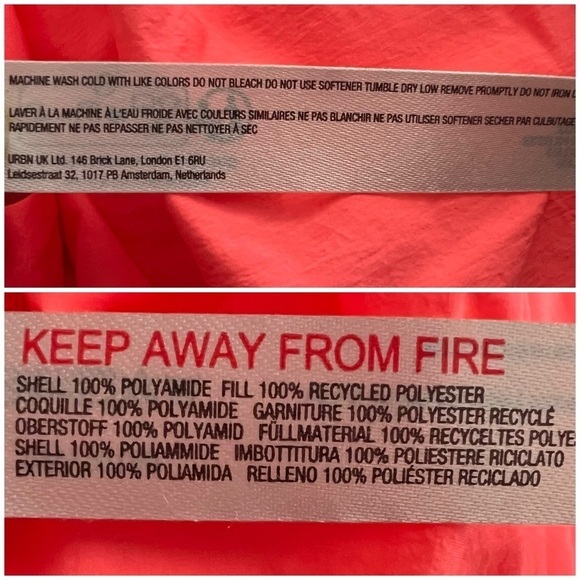 MACHINE WASH COLD WITH LIKE COLORS DO NOT BLEACH DO NOT USE SOFTENER TUMBLE DRY LOW REMOVE PROMPTLY DO NOT IRON
LAVER À LA MACHINE À L'EAU FROIDE AVEC COULEURS SIMILAIRES NE PAS BLANCHIR NE PAS UTILISER SOFTENER SECHER PAR CULBUTAGE
RAPIDEMENT NE PAS REPASSER NE PAS NETTOYER À SEC
URBN UK Ltd. 146 Brick Lane, London E1 6RU
Leidsestraat 32, 1017 PB Amsterdam, Netherlands
KEEP AWAY FROM FIRE
SHELL 100% POLYAMIDE FILL 100% RECYCLED POLYESTER
COQUILLE 100% POLYAMIDE GARNITURE 100% POLYESTER RECYCLÉ
OBERSTOFF 100% POLYAMID FÜLLMATERIAL 100% RECYCELTES POLYE
SHELL 100% POLIAMMIDE IMBOTTITURA 100% POLIESTERE RICICLATO
EXTERIOR 100% POLIAMIDA RELLENO 100% POLIÉSTER RECICLADO